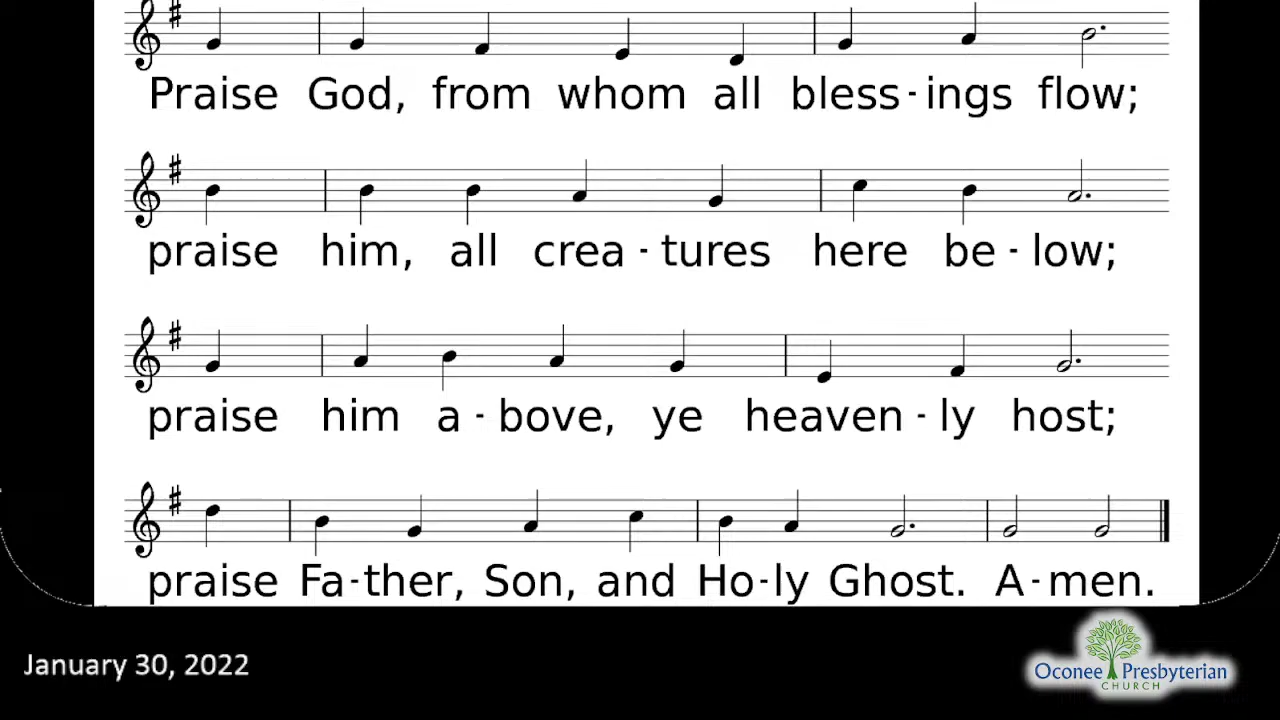 Praise God, from whom all bless-ings flow;
praise him, all crea-tures here be-low;
praise him a-bove, ye heaven-ly host;
praise Fa-ther, Son, and Ho-ly Ghost. A-men.
January 30, 2022
Oconee Presbyterian
CHURCH